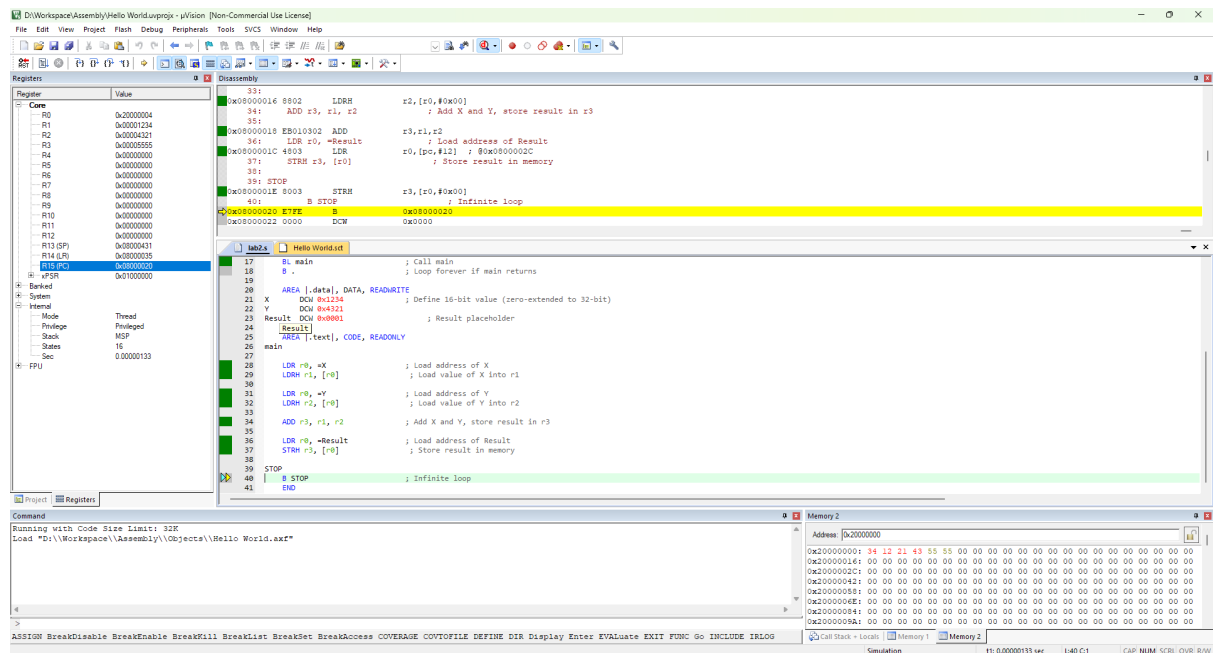 D:\Workspace\Assembly\Hello World.uvprojx - µVision [Non-Commercial Use License]
File Edit View Project Flash Debug Peripherals Tools SVCS Window Help
Registers
Register Value
Core
R0 0x20000004
R1 0x00001234
R2 0x00004321
R3 0x00005555
R4 0x00000000
R5 0x00000000
R6 0x00000000
R7 0x00000000
R8 0x00000000
R9 0x00000000
R10 0x00000000
R11 0x00000000
R12 0x00000000
R13 (SP) 0x08000431
R14 (LR) 0x08000035
R15 (PC) 0x08000020
xPSR 0x01000000
Banked
System
Internal
Mode Thread
Privilege Privileged
Stack MSP
States 16
Sec 0.00000133
FPU
Project Registers
Disassembly
33:
0x08000016 8802 LDRH r2,[r0,#0x00]
34: ADD r3, r1, r2 ; Add X and Y, store result in r3
35:
0x08000018 EB010302 ADD r3,r1,r2
36: LDR r0, =Result ; Load address of Result
0x0800001C 4803 LDR r0,[pc,#12] ; @0x0800002C
37: STRH r3, [r0] ; Store result in memory
38:
39: STOP
0x0800001E 8003 STRH r3,[r0,#0x00]
40: B STOP ; Infinite loop
0x08000020 E7FE B 0x08000020
0x08000022 0000 DCW 0x0000
lab2.s Hello World.sct
17 BL main ; Call main
18 B . ; Loop forever if main returns
19
20 AREA |.data|, DATA, READWRITE
21 X DCW 0x1234 ; Define 16-bit value (zero-extended to 32-bit)
22 Y DCW 0x4321
23 Result DCW 0x0001 ; Result placeholder
24 Result
25 AREA |.text|, CODE, READONLY
26 main
27
28 LDR r0, =X ; Load address of X
29 LDRH r1, [r0] ; Load value of X into r1
30
31 LDR r0, =Y ; Load address of Y
32 LDRH r2, [r0] ; Load value of Y into r2
33
34 ADD r3, r1, r2 ; Add X and Y, store result in r3
35
36 LDR r0, =Result ; Load address of Result
37 STRH r3, [r0] ; Store result in memory
38
39 STOP
40 B STOP ; Infinite loop
41 END
Command
Running with Code Size Limit: 32K
Load "D:\\Workspace\\Assembly\\Objects\\Hello World.axf"
>
ASSIGN BreakDisable BreakEnable BreakKill BreakList BreakSet BreakAccess COVERAGE COVTOFILE DEFINE DIR Display Enter EVALuate EXIT FUNC Go INCLUDE IRLOG
Memory 2
Address: 0x20000000
0x20000000: 34 12 21 43 55 55 00 00 00 00 00 00 00 00 00 00 00 00 00 00 00 00
0x20000016: 00 00 00 00 00 00 00 00 00 00 00 00 00 00 00 00 00 00 00 00 00 00
0x2000002C: 00 00 00 00 00 00 00 00 00 00 00 00 00 00 00 00 00 00 00 00 00 00
0x20000042: 00 00 00 00 00 00 00 00 00 00 00 00 00 00 00 00 00 00 00 00 00 00
0x20000058: 00 00 00 00 00 00 00 00 00 00 00 00 00 00 00 00 00 00 00 00 00 00
0x2000006E: 00 00 00 00 00 00 00 00 00 00 00 00 00 00 00 00 00 00 00 00 00 00
0x20000084: 00 00 00 00 00 00 00 00 00 00 00 00 00 00 00 00 00 00 00 00 00 00
0x2000009A: 00 00 00 00 00 00 00 00 00 00 00 00 00 00 00 00 00 00 00 00 00 00
Call Stack + Locals Memory 1 Memory 2
Simulation t1: 0.00000133 sec L:40 C:1 CAP NUM SCRL OVR R/W